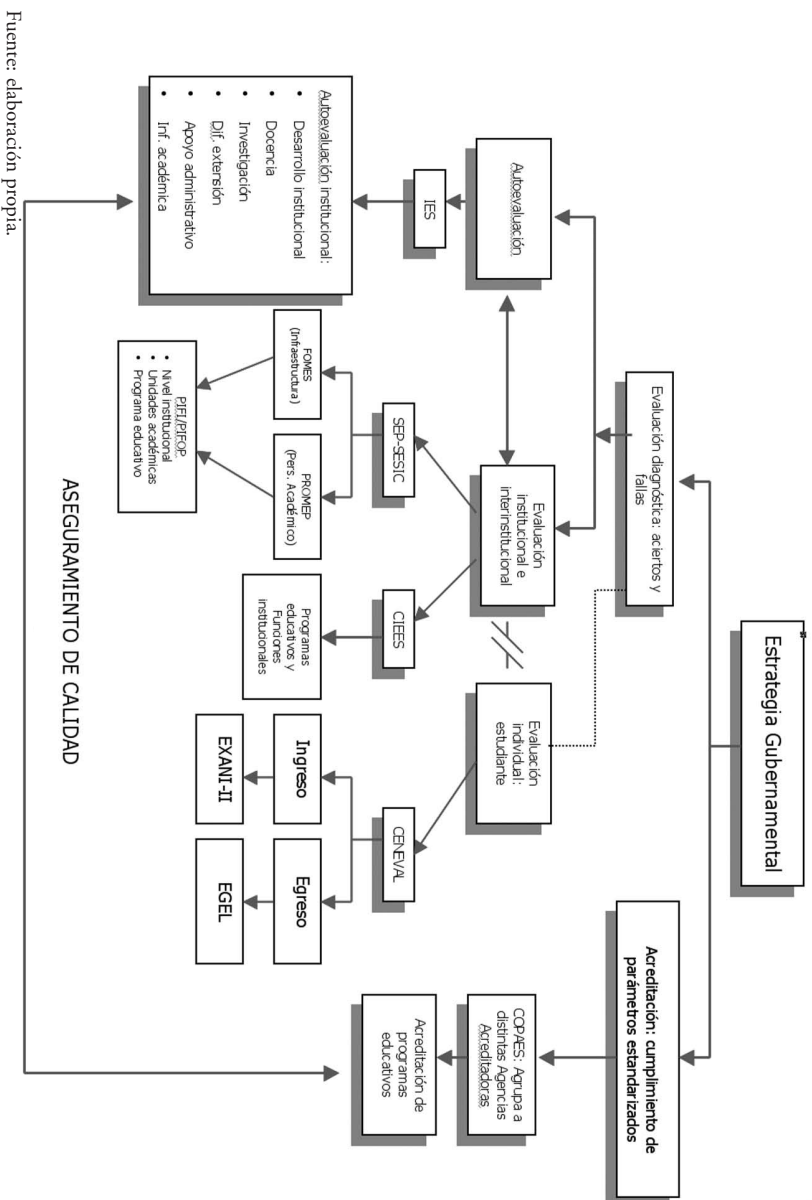 *
Estrategia Gubernamental
Evaluación diagnóstica: aciertos y
fallas
Acreditación: cumplimiento de
parámetros estandarizados
Autoevaluación
Evaluación
institucional e
interinstitucional
Evaluación
individual:
estudiante
COPAES: Agrupa a
distintas Agencias
Acreditadoras
IES
SEP-SESIC
CIEES
CENEVAL
Acreditación de
programas
educativos
Autoevaluación institucional:
• Desarrollo institucional
• Docencia
• Investigación
• Dif. extensión
• Apoyo administrativo
• Inf. académica
FOMES
(Infraestructura)
PROMEP
(Pers. Académico)
Programas
educativos y
Funciones
institucionales
Ingreso
Egreso
PIFI/PIFOP
• Nivel institucional
• Unidades académicas
• Programa educativo
EXANI-II
EGEL
ASEGURAMIENTO DE CALIDAD
Fuente: elaboración propia.